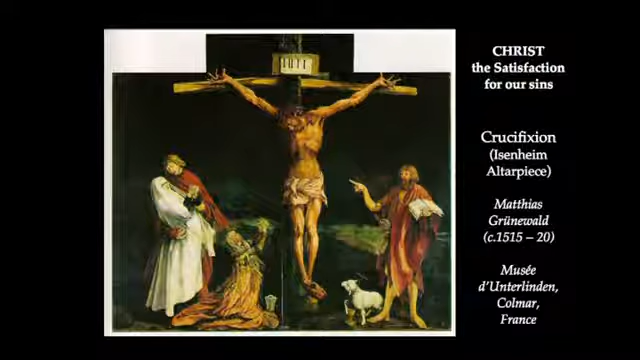 CHRIST
the Satisfaction
for our sins
Crucifixion
(Isenheim
Altarpiece)
Matthias
Grünewald
(c.1515 – 20)
Musée
d'Unterlinden,
Colmar,
France